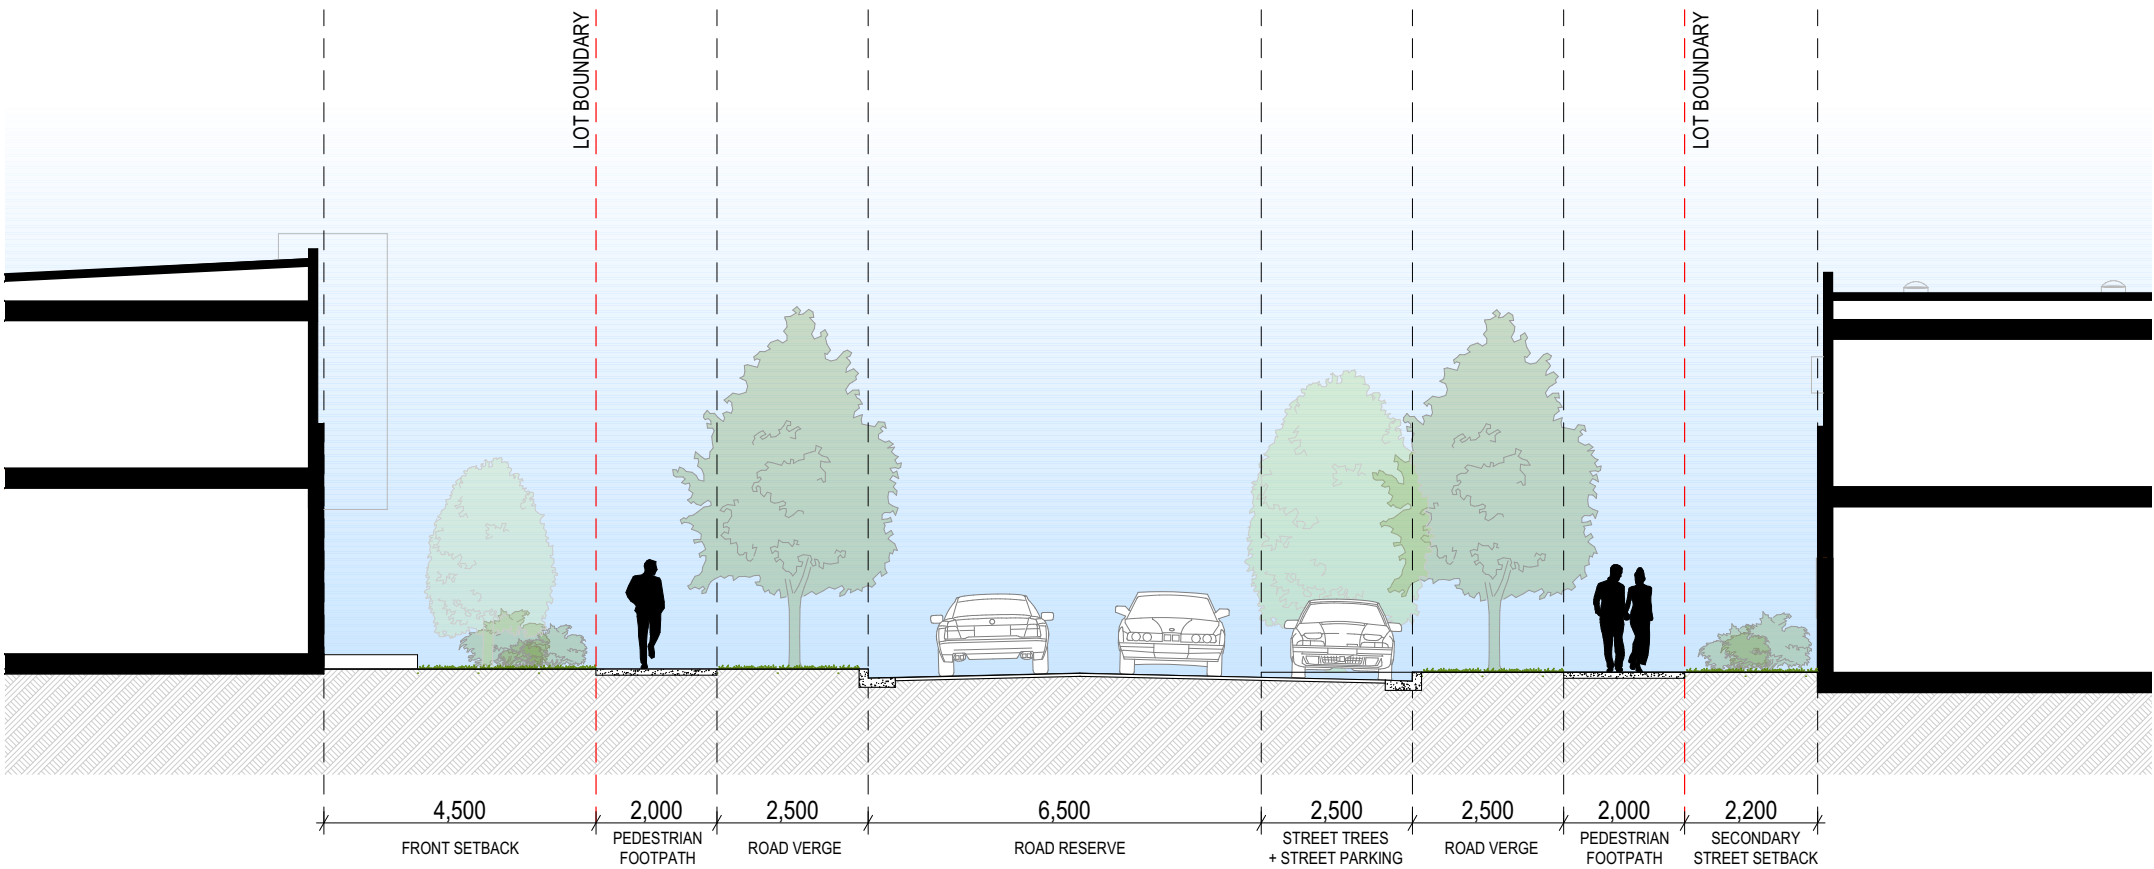 LOT BOUNDARY
LOT BOUNDARY
4,500
2,000
2,500
6,500
2,500
2,500
2,000
2,200
FRONT SETBACK
PEDESTRIAN
FOOTPATH
ROAD VERGE
ROAD RESERVE
STREET TREES
+ STREET PARKING
ROAD VERGE
PEDESTRIAN
FOOTPATH
SECONDARY
STREET SETBACK